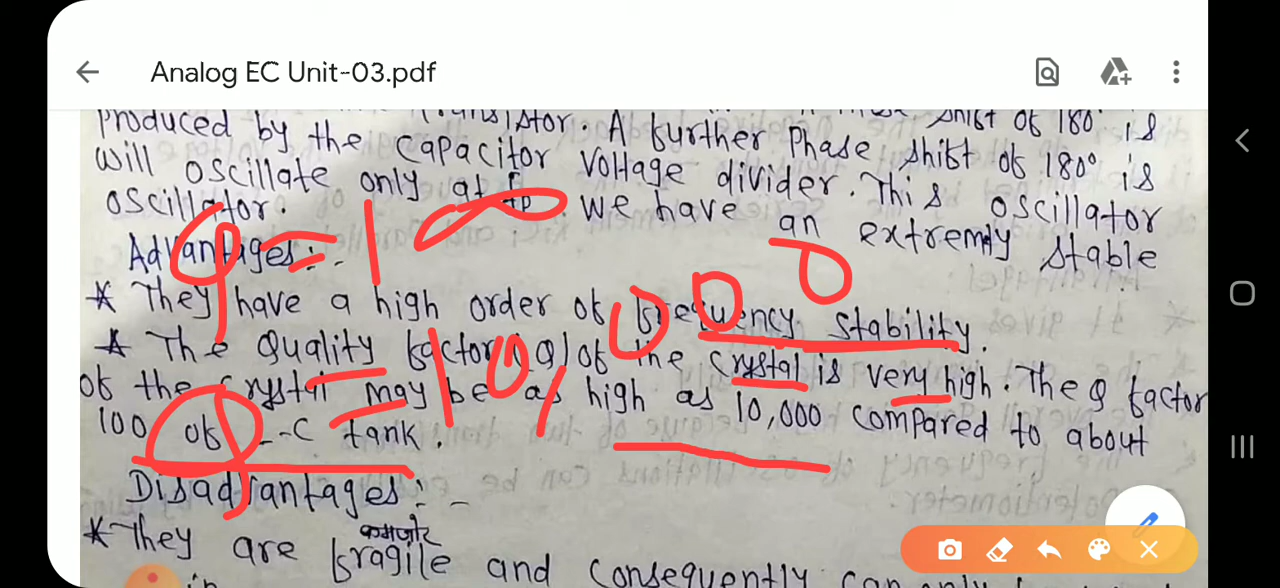 Analog EC Unit-03.pdf
produced by the transistor. A further Phase shift of 180° is
will oscillate only at fp. We have an extremly stable
oscillator.
capacitor Voltage divider. This oscillator
Advantages:-
* They have a high order of frequency stability.
* The Quality factor (Q) of the crystal is very high. The Q factor
of the crystal may be as high as 10,000 compared to about
100 of L-C tank.
Q = 100
Q = 10,000
Disadvantages:-
कमजोर
* They are fragile and consequently can only
in